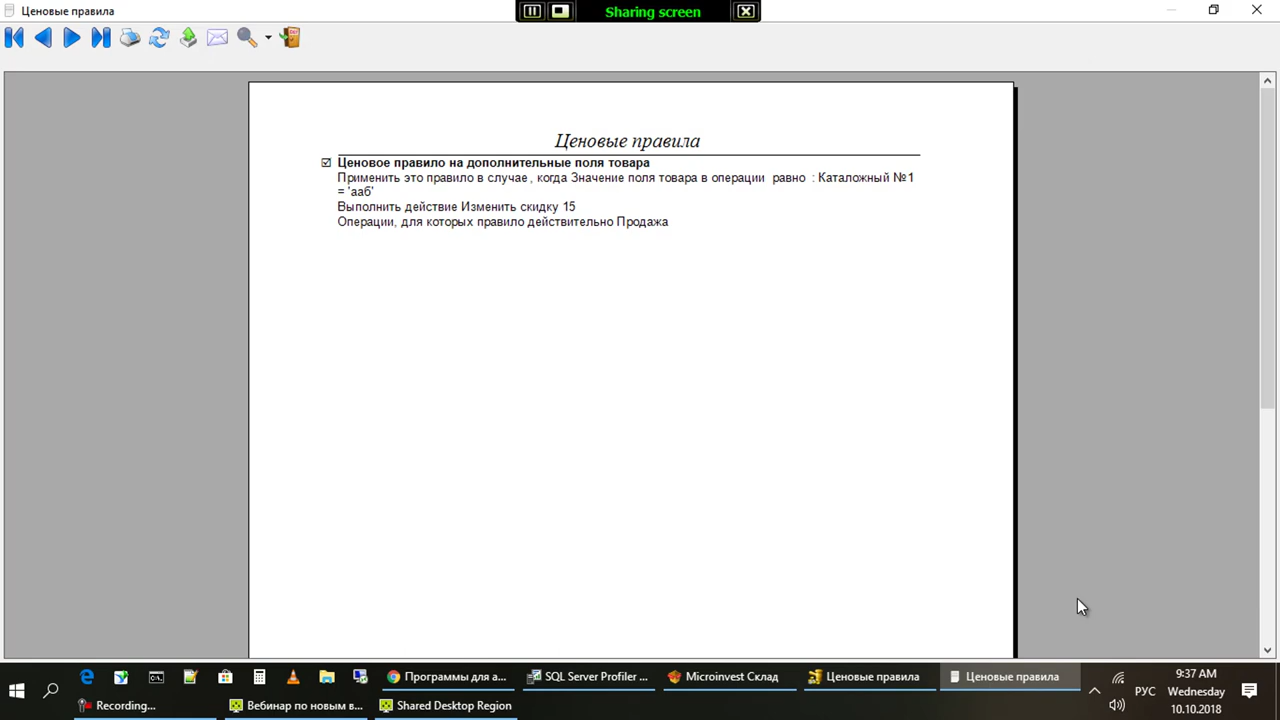 Ценовые правила
Sharing screen
Ценовые правила
Ценовое правило на дополнительные поля товара
Применить это правило в случае , когда Значение поля товара в операции равно : Каталожный №1
= 'ааб'
Выполнить действие Изменить скидку 15
Операции, для которых правило действительно Продажа
Программы для а...
SQL Server Profiler ...
Microinvest Склад
Ценовые правила
Ценовые правила
РУС
9:37 AM
Wednesday
10.10.2018
Recording...
Вебинар по новым в...
Shared Desktop Region